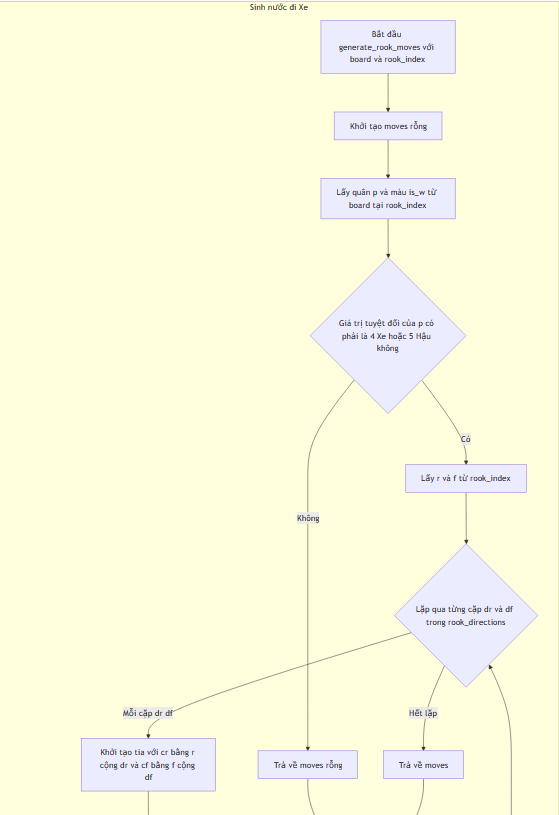 Sinh nước đi Xe
Bắt đầu
generate_rook_moves với
board và rook_index
Khởi tạo moves rỗng
Lấy quân p và màu is_w từ
board tại rook_index
Giá trị tuyệt đối của p có
phải là 4 Xe hoặc 5 Hậu
không
Có
Lấy r và f từ rook_index
Không
Lặp qua từng cặp dr và df
trong rook_directions
Mỗi cặp dr df
Hết lặp
Khởi tạo tia với cr bằng r
cộng dr và cf bằng f cộng
df
Trả về moves rỗng
Trả về moves